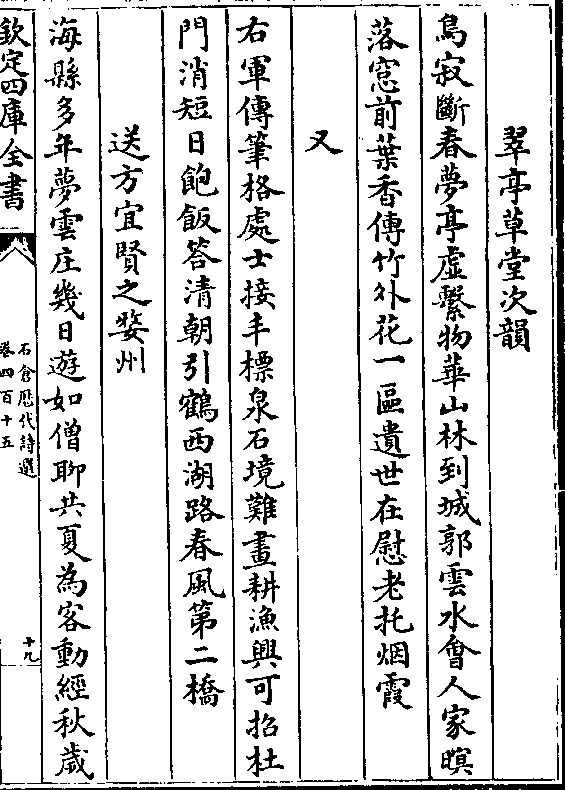 翠亭草堂次韻
鳥寂斷春夢亭虛繫物華山林到城郭雲水會人家暝
落窓前葉香傳竹外花一區遺世在慰老托烟霞
又
右軍傳筆格處士接丰標泉石境難畫耕漁興可招杜
門消短日飽飯答清朝引鶴西湖路春風第二橋
送方宜賢之婺州
海縣多年夢雲庄幾日遊如僧聊共夏為客動經秋歲
欽定四庫全書
石倉歷代詩選
卷四百十五
十九